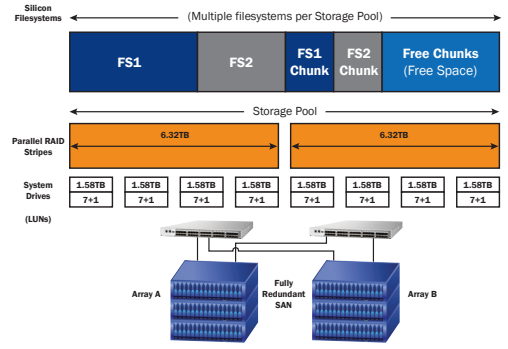 Silicon
Filesystems
(Multiple filesystems per Storage Pool)
FS1
FS2
FS1
Chunk
FS2
Chunk
Free Chunks
(Free Space)
Storage Pool
Parallel RAID
Stripes
6.32TB
6.32TB
System
Drives
(LUNs)
1.58TB 1.58TB 1.58TB 1.58TB 1.58TB 1.58TB 1.58TB 1.58TB
7+1 7+1 7+1 7+1 7+1 7+1 7+1 7+1
Array A
Fully
Redundant
SAN
Array B